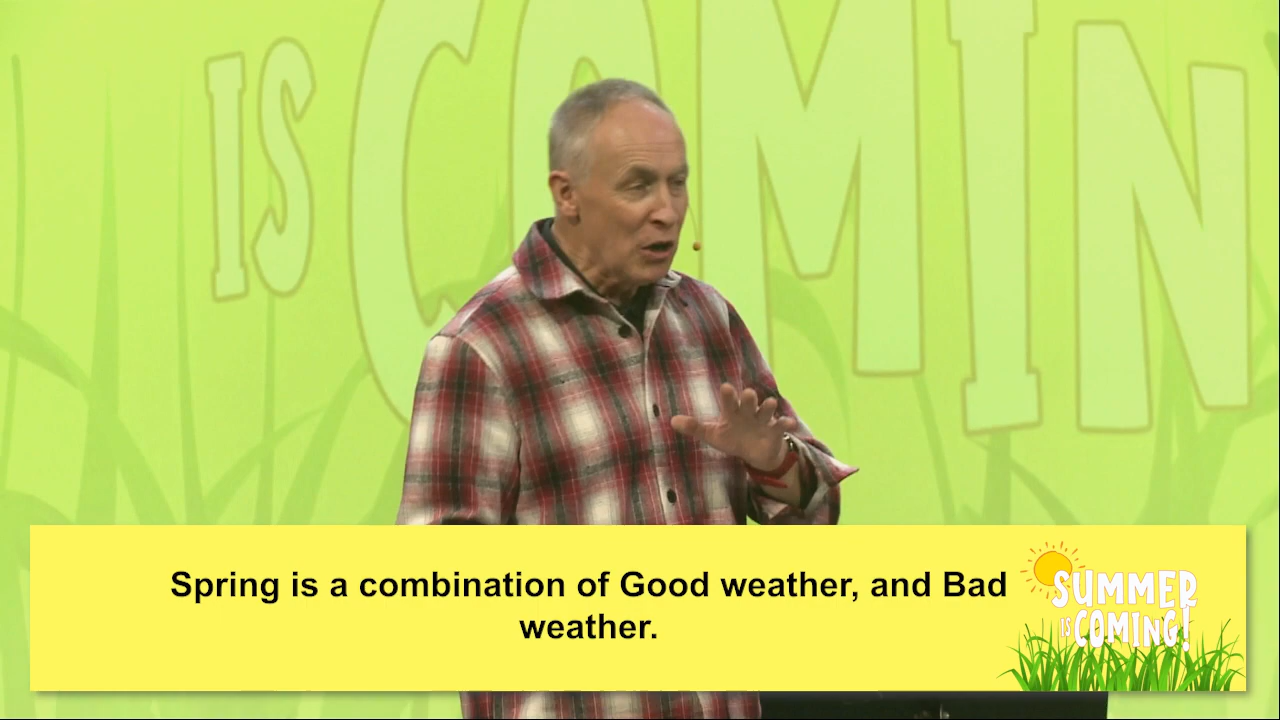 IS COMIN
Spring is a combination of Good weather, and Bad
weather.
SUMMER
IS COMING!